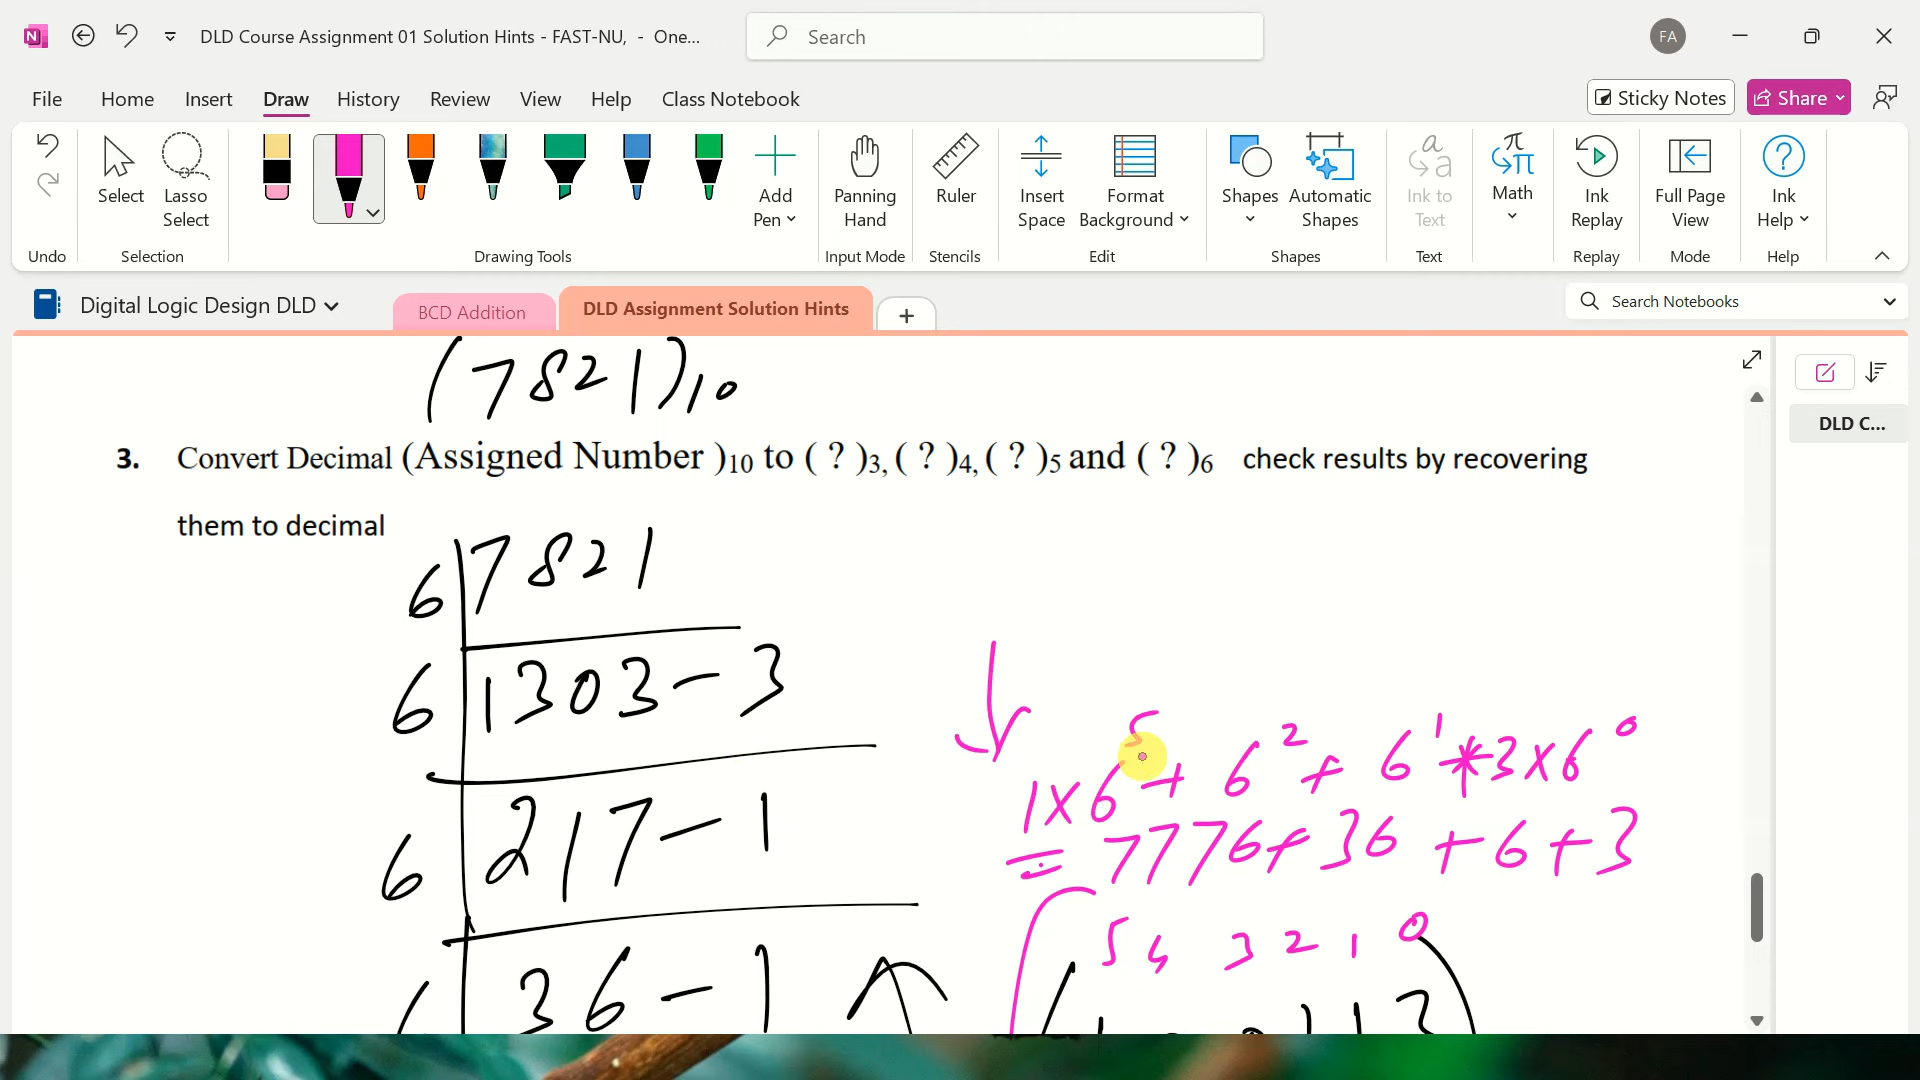 DLD Course Assignment 01 Solution Hints - FAST-NU, - One...
Search
FA
File Home Insert Draw History Review View Help Class Notebook
Sticky Notes Share
Select
Lasso Select
Add Pen
Panning Hand
Ruler
Insert Space
Format Background
Shapes
Automatic Shapes
Ink to Text
Math
Ink Replay
Full Page View
Ink Help
Undo Selection Drawing Tools Input Mode Stencils Edit Shapes Text Replay Mode Help
Digital Logic Design DLD
BCD Addition
DLD Assignment Solution Hints
+
Search Notebooks
DLD C...
(7821)10
3. Convert Decimal (Assigned Number )10 to ( ? )3, ( ? )4, ( ? )5 and ( ? )6 check results by recovering
them to decimal
6 7821
6 1303 - 3
6 217 - 1
36 - 1
1×6^5 + 6^2 + 6^1 * 3×6^0
= 7776 + 36 + 6 + 3
5 4 3 2 1 0